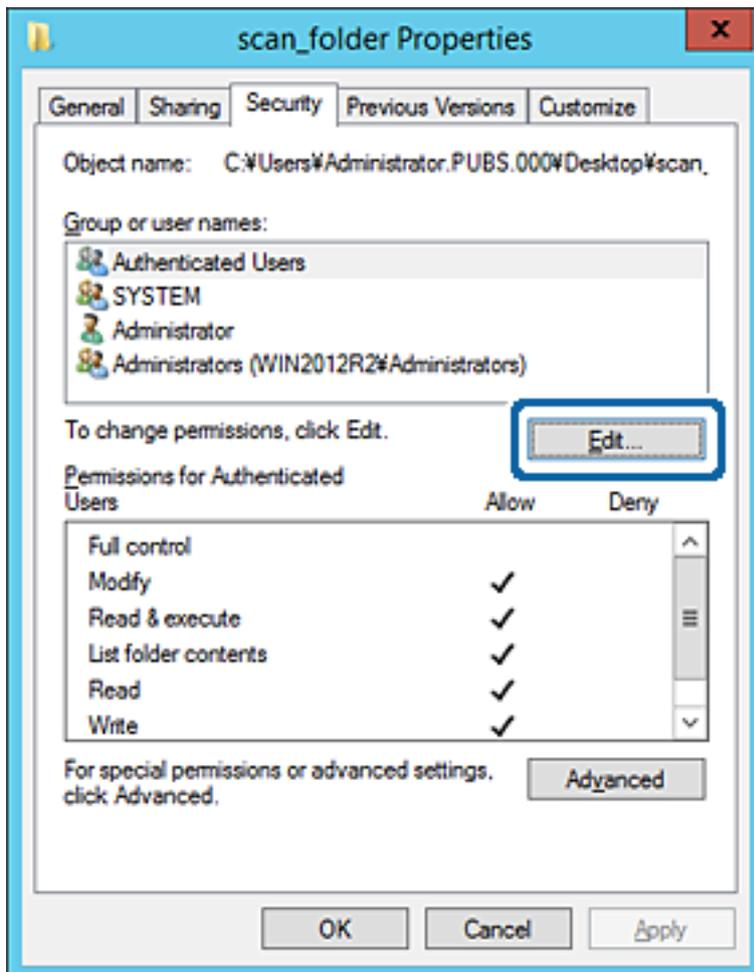 scan_folder Properties
x
General Sharing Security Previous Versions Customize
Object name: C:¥Users¥Administrator.PUBS.000¥Desktop¥scan_
Group or user names:
Authenticated Users
SYSTEM
Administrator
Administrators (WIN2012R2¥Administrators)
To change permissions, click Edit.
Edit...
Permissions for Authenticated
Users Allow Deny
Full control
Modify
Read & execute
List folder contents
Read
Write
For special permissions or advanced settings,
click Advanced.
Advanced
OK Cancel Apply